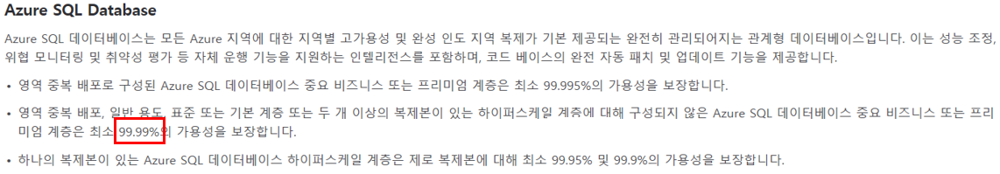 Azure SQL Database
Azure SQL 데이터베이스는 모든 Azure 지역에 대한 지역별 고가용성 및 완성 인도 지역 복제가 기본 제공되는 완전히 관리되어지는 관계형 데이터베이스입니다. 이는 성능 조정,
위협 모니터링 및 취약성 평가 등 자체 운행 기능을 지원하는 인텔리전스를 포함하며, 코드 베이스의 완전 자동 패치 및 업데이트 기능을 제공합니다.
• 영역 중복 배포로 구성된 Azure SQL 데이터베이스 중요 비즈니스 또는 프리미엄 계층은 최소 99.995%의 가용성을 보장합니다.
• 영역 중복 배포, 일반 용도, 표준 또는 기본 계층 또는 두 개 이상의 복제본이 있는 하이퍼스케일 계층에 대해 구성되지 않은 Azure SQL 데이터베이스 중요 비즈니스 또는 프리
미엄 계층은 최소 99.99%의 가용성을 보장합니다.
• 하나의 복제본이 있는 Azure SQL 데이터베이스 하이퍼스케일 계층은 제로 복제본에 대해 최소 99.95% 및 99.9%의 가용성을 보장합니다.